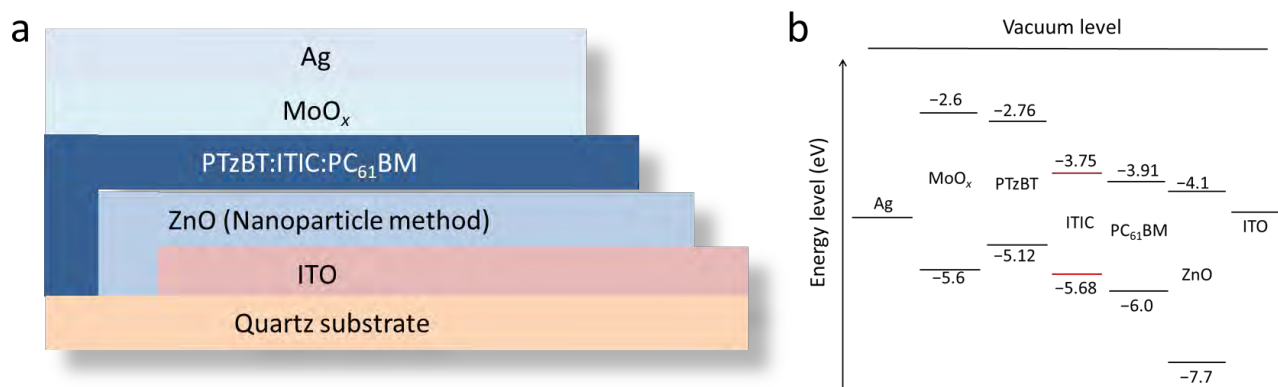 a
Ag
MoOₓ
PTzBT:ITIC:PC₆₁BM
ZnO (Nanoparticle method)
ITO
Quartz substrate
b
Vacuum level
Energy level (eV)
Ag
−2.6
MoOₓ
−5.6
−2.76
PTzBT
−5.12
−3.75
ITIC
−5.68
−3.91
PC₆₁BM
−6.0
−4.1
ZnO
−7.7
ITO